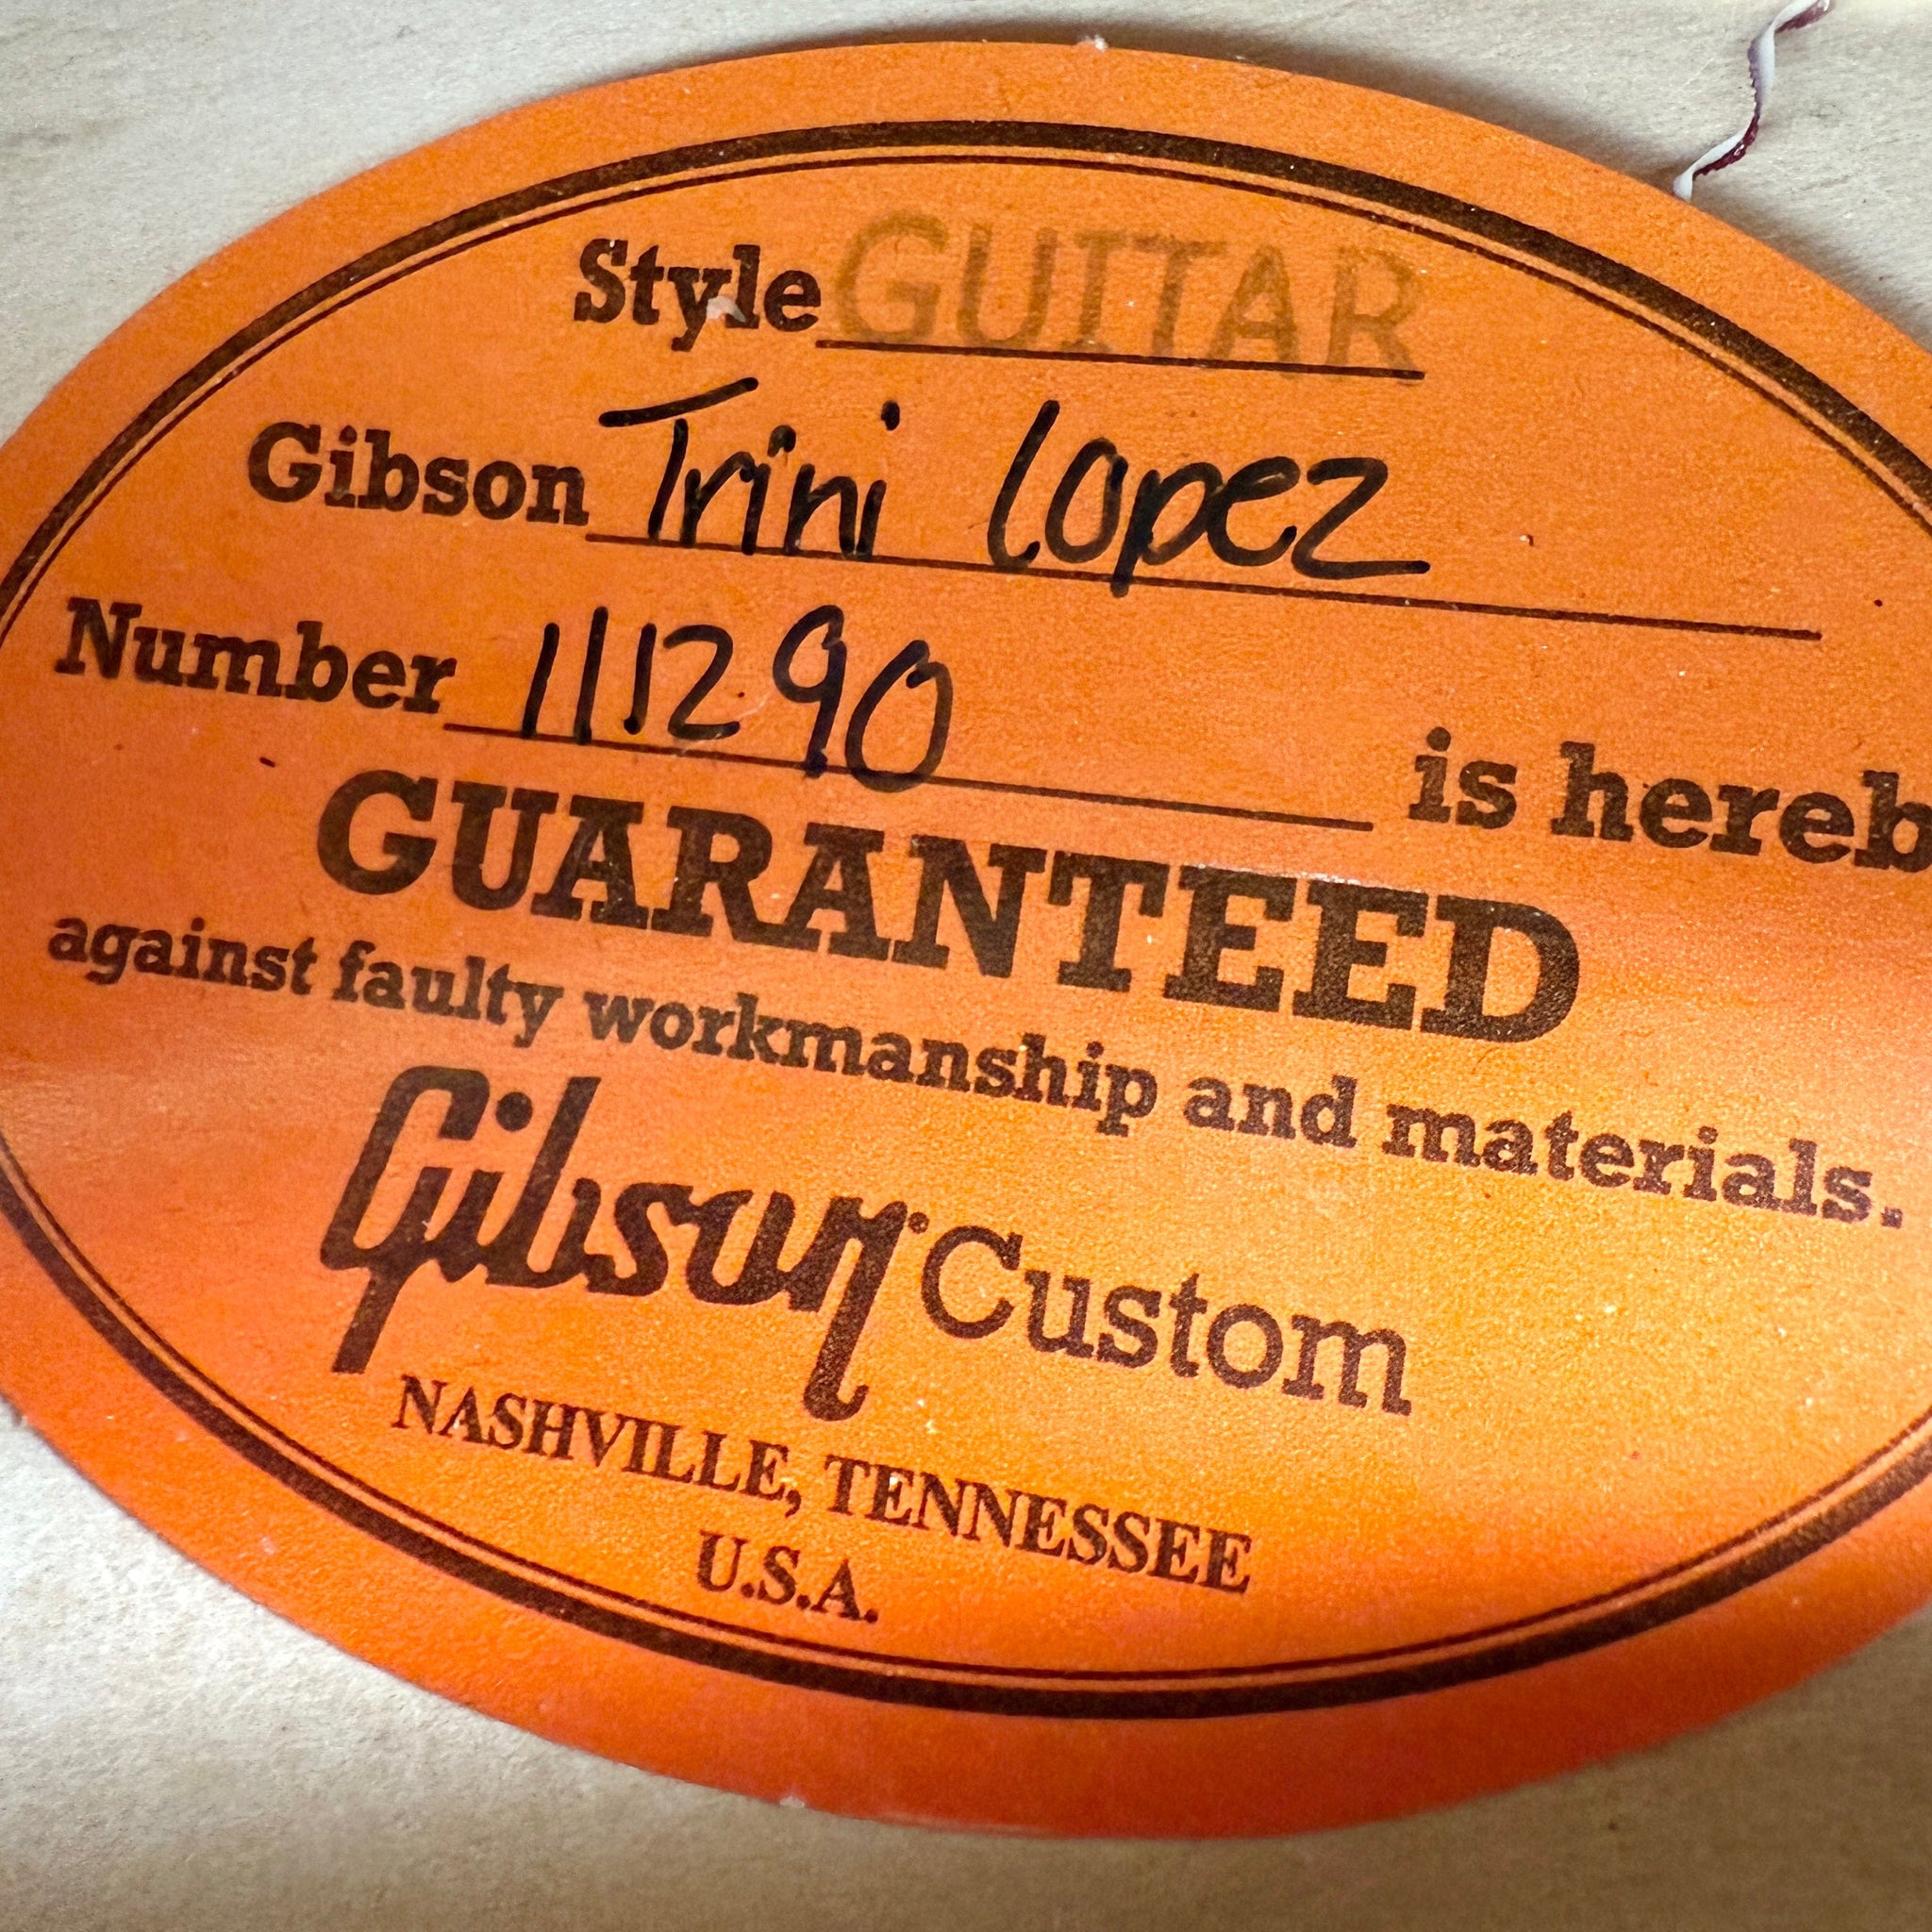 Style GUITAR
Gibson Trini Lopez
Number 111290 is hereb
GUARANTEED
against faulty workmanship and materials.
Gibson Custom
NASHVILLE, TENNESSEE
U.S.A.